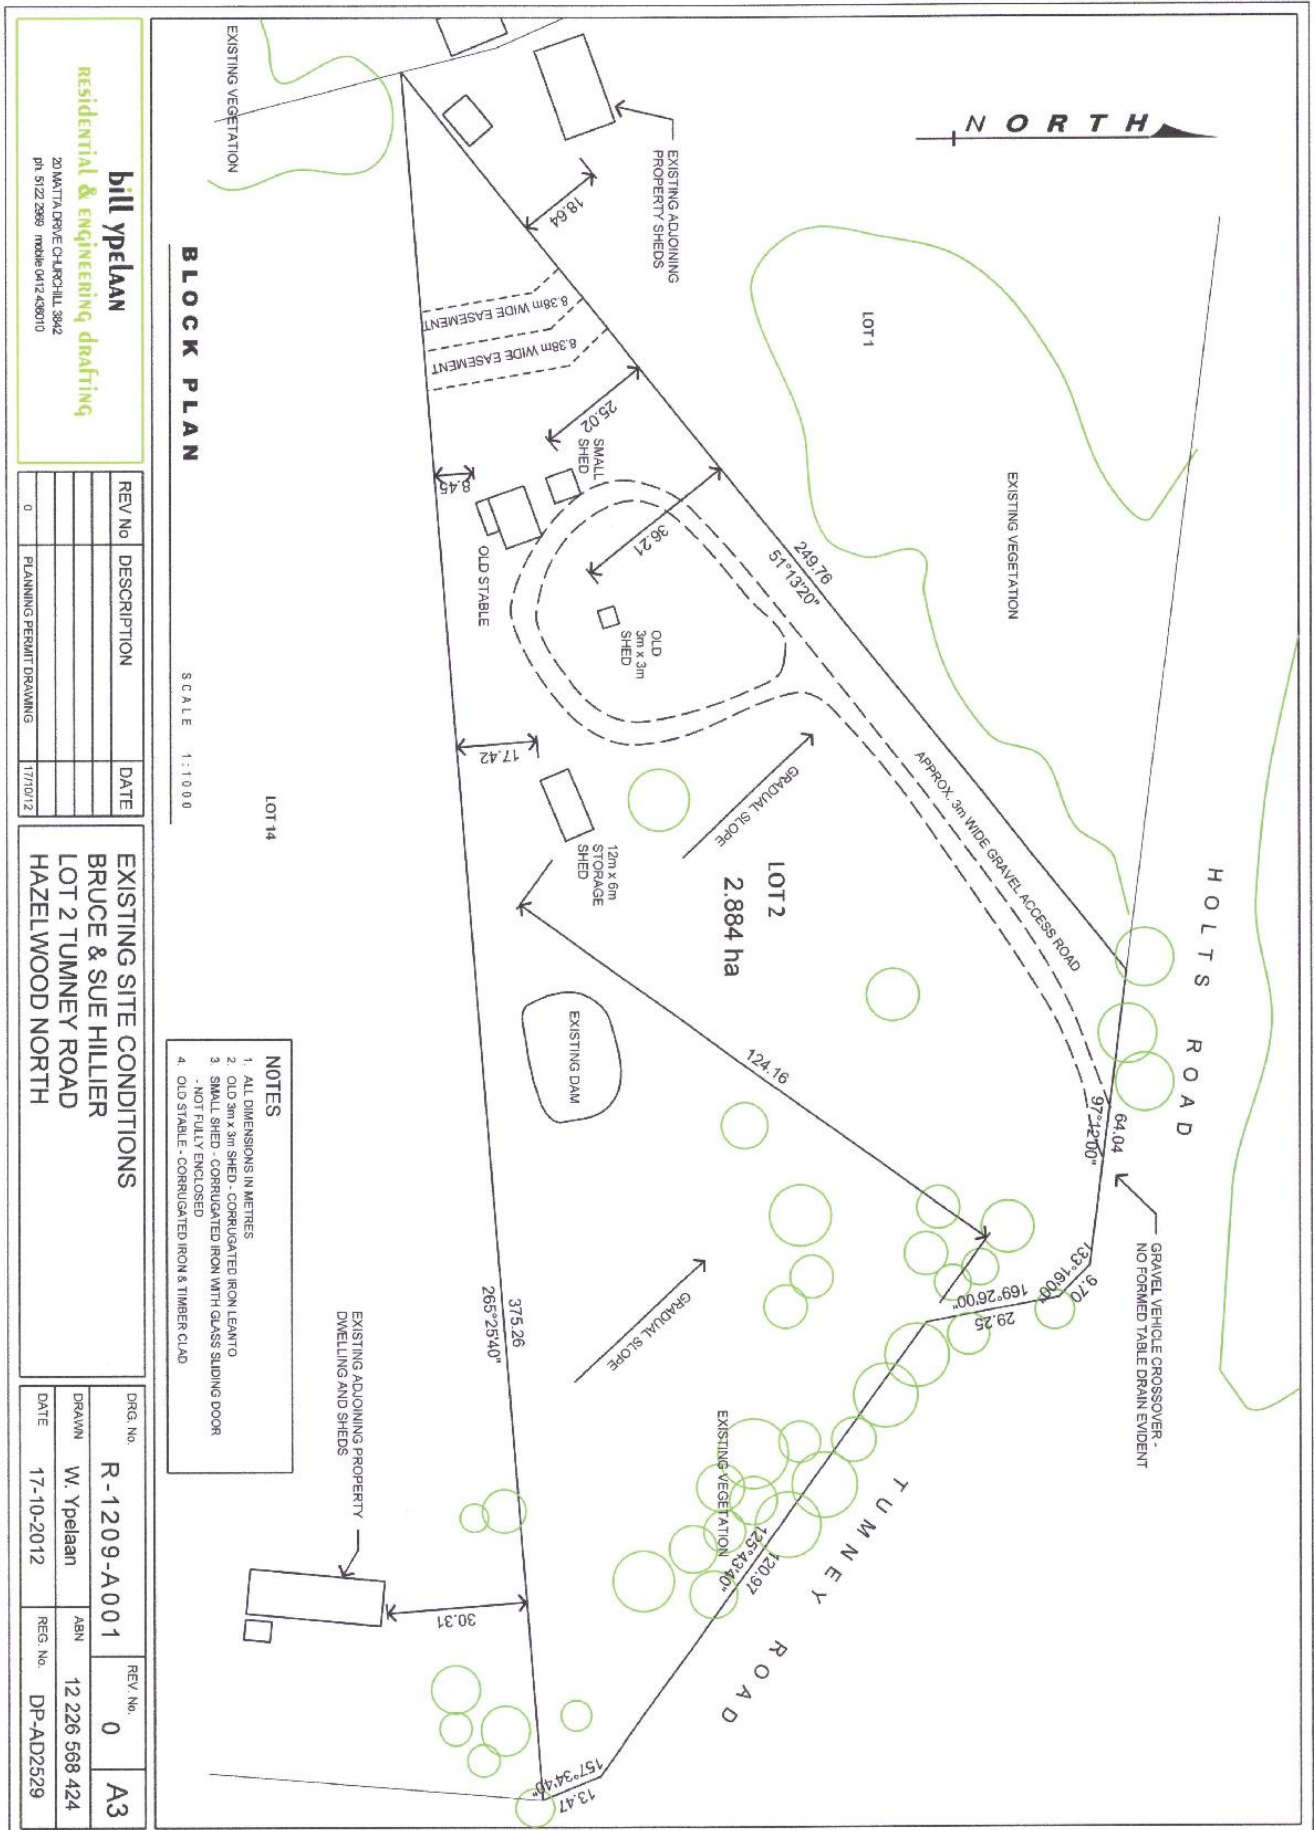 NORTH
EXISTING VEGETATION
EXISTING ADJOINING
PROPERTY SHEDS
18.64
8.38m WIDE EASEMENT
8.38m WIDE EASEMENT
25.02
SMALL
SHED
8.45
OLD STABLE
36.21
OLD
3m x 3m
SHED
LOT 1
EXISTING VEGETATION
249.76
51°13'20"
APPROX. 3m WIDE GRAVEL ACCESS ROAD
HOLTS ROAD
64.04
97°12'00"
GRAVEL VEHICLE CROSSOVER -
NO FORMED TABLE DRAIN EVIDENT
133°16'00"
9.70
169°26'00"
29.25
17.42
12m x 6m
STORAGE
SHED
GRADUAL SLOPE
LOT 2
2.884 ha
124.16
EXISTING DAM
GRADUAL SLOPE
EXISTING VEGETATION
120.97
125°43'40"
TUMNEY ROAD
375.26
265°25'40"
157°34'40"
13.47
30.31
EXISTING ADJOINING PROPERTY
DWELLING AND SHEDS
LOT 14
BLOCK PLAN
SCALE 1:1000
NOTES
1. ALL DIMENSIONS IN METRES
2. OLD 3m x 3m SHED - CORRUGATED IRON LEANTO
3. SMALL SHED - CORRUGATED IRON WITH GLASS SLIDING DOOR
- NOT FULLY ENCLOSED
4. OLD STABLE - CORRUGATED IRON & TIMBER CLAD
bill ypelaan
RESIDENTIAL & ENGINEERING drafting
20 MATTA DRIVE CHURCHILL 3842
ph. 5122 2989 mobile 0412 436010
REV No DESCRIPTION DATE
0 PLANNING PERMIT DRAWING 17/10/12
EXISTING SITE CONDITIONS
BRUCE & SUE HILLIER
LOT 2 TUMNEY ROAD
HAZELWOOD NORTH
DRG. No. R-1209-A001
REV. No. 0
A3
DRAWN W. Ypelaan
ABN 12 226 568 424
DATE 17-10-2012
REG. No. DP-AD2529